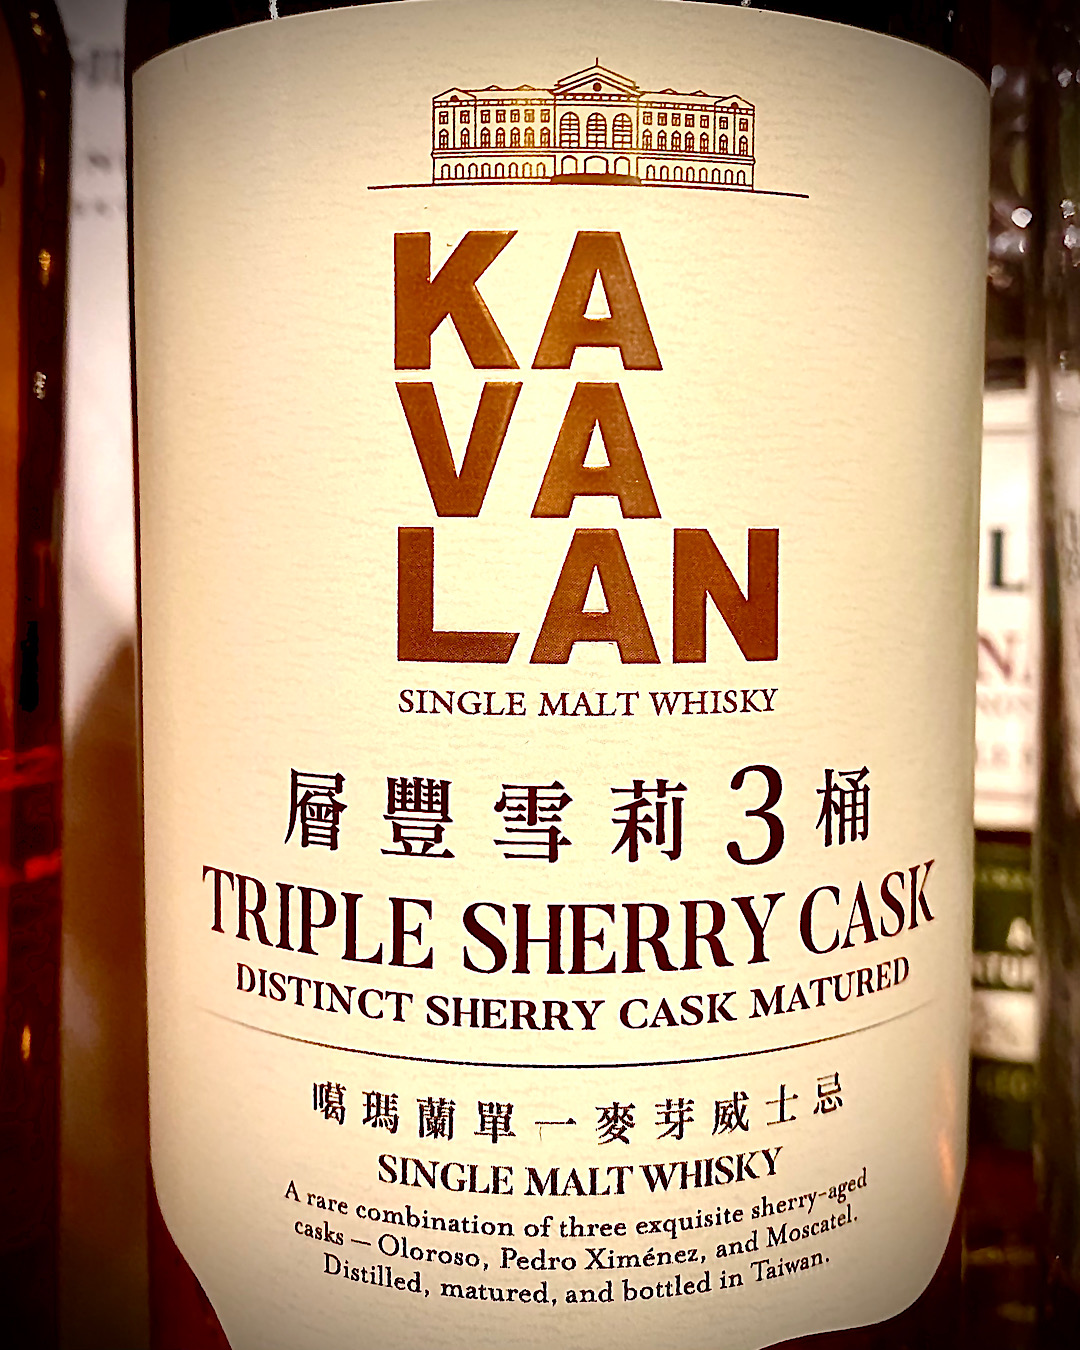 KA
VA
LAN
SINGLE MALT WHISKY
層豐雪莉3桶
TRIPLE SHERRY CASK
DISTINCT SHERRY CASK MATURED
噶瑪蘭單一麥芽威士忌
SINGLE MALT WHISKY
A rare combination of three exquisite sherry-aged
casks — Oloroso, Pedro Ximénez, and Moscatel.
Distilled, matured, and bottled in Taiwan.